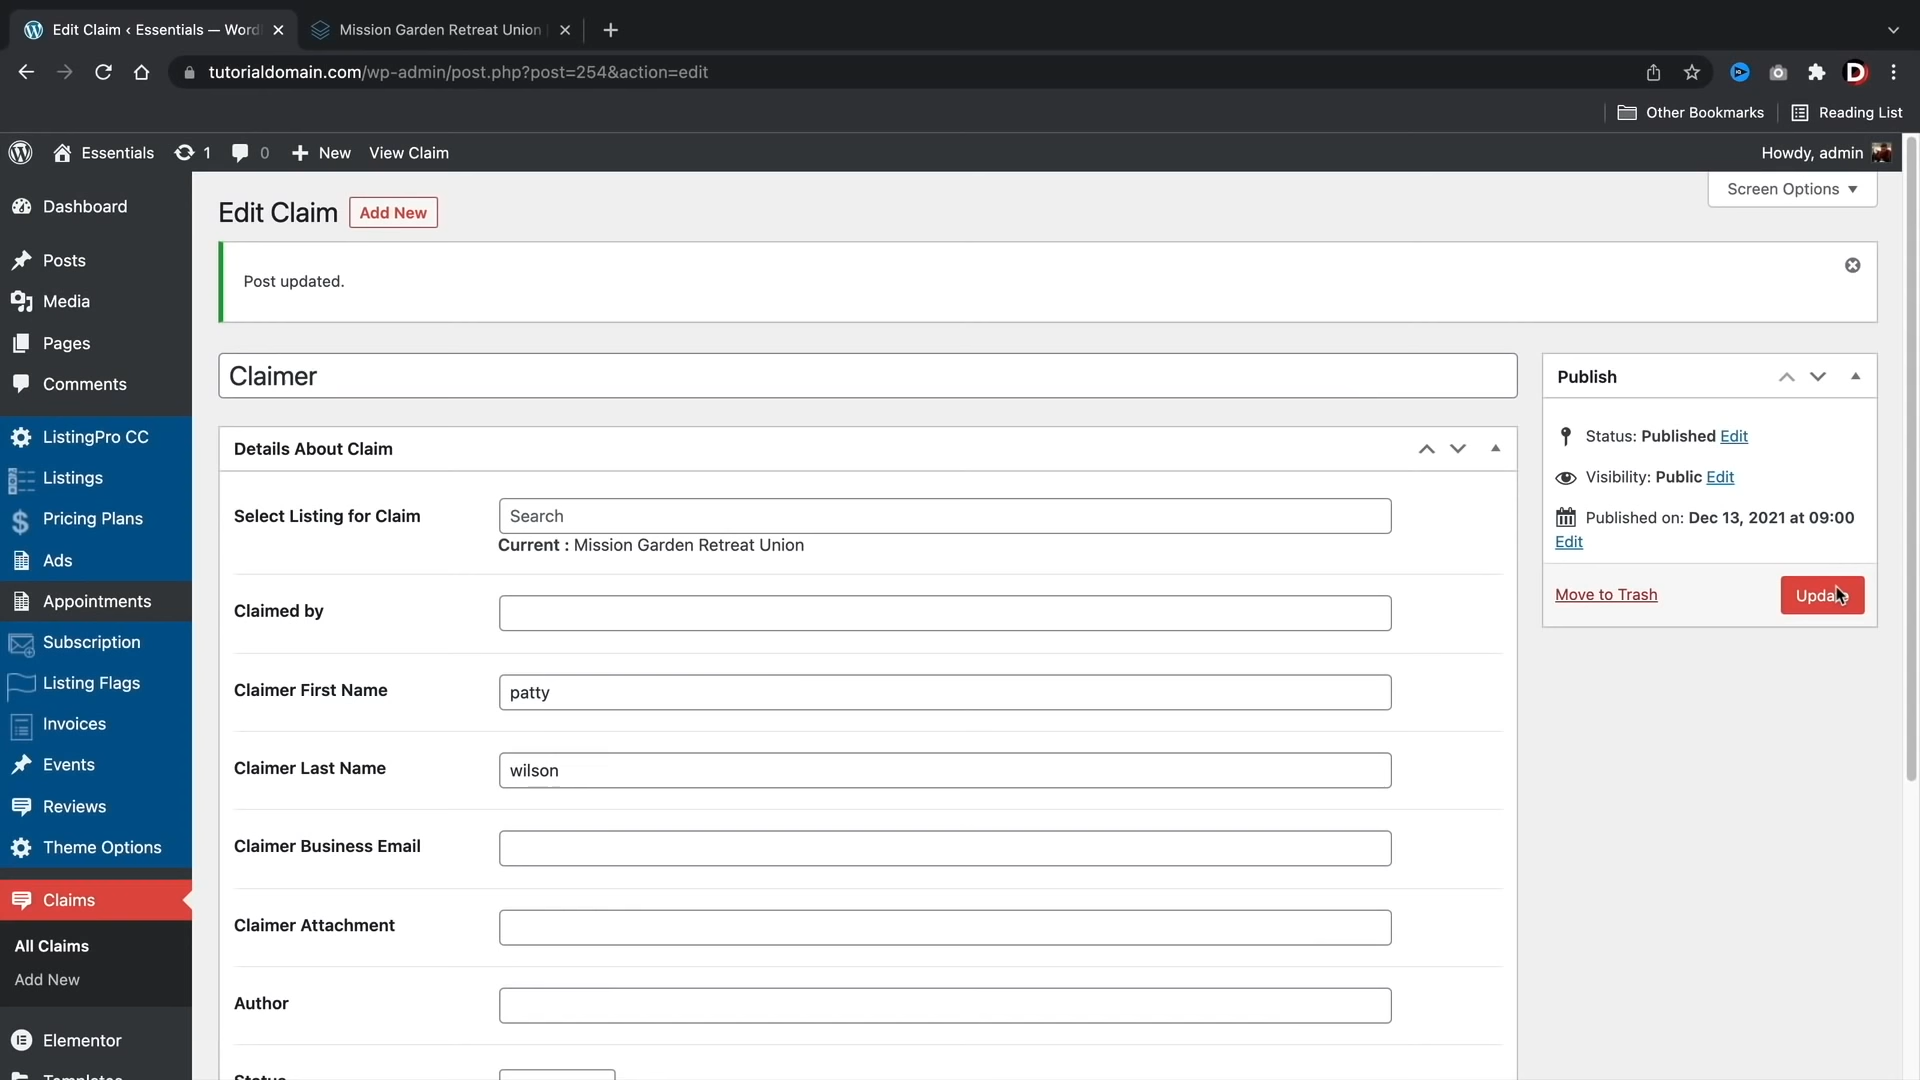 Edit Claim ‹ Essentials — Word
Mission Garden Retreat Union
tutorialdomain.com/wp-admin/post.php?post=254&action=edit
Other Bookmarks
Reading List
Essentials
1
0
New
View Claim
Howdy, admin
Screen Options
Dashboard
Posts
Media
Pages
Comments
ListingPro CC
Listings
Pricing Plans
Ads
Appointments
Subscription
Listing Flags
Invoices
Events
Reviews
Theme Options
Claims
All Claims
Add New
Elementor
Templates
Edit Claim
Add New
Post updated.
Claimer
Details About Claim
Select Listing for Claim
Search
Current : Mission Garden Retreat Union
Claimed by
Claimer First Name
patty
Claimer Last Name
wilson
Claimer Business Email
Claimer Attachment
Author
Status
Publish
Status: Published Edit
Visibility: Public Edit
Published on: Dec 13, 2021 at 09:00
Edit
Move to Trash
Update